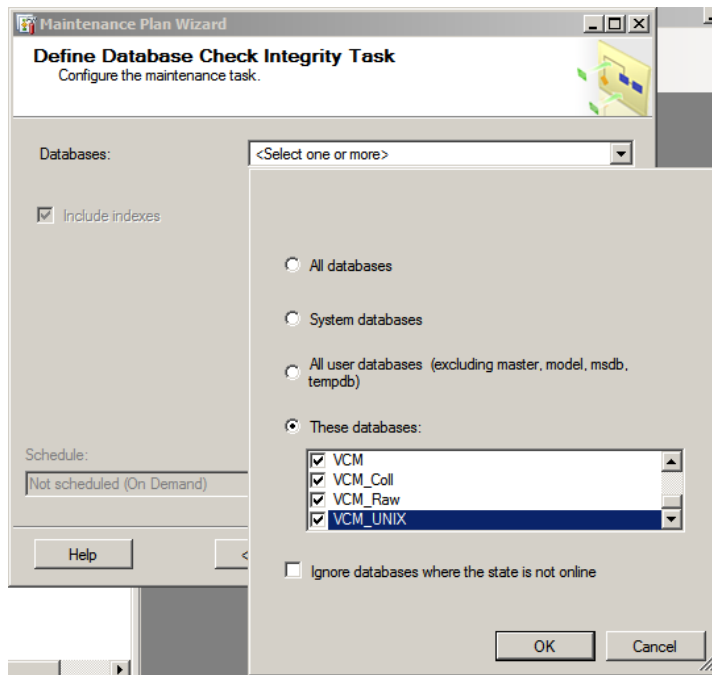 Maintenance Plan Wizard
Define Database Check Integrity Task
Configure the maintenance task.
Databases:
<Select one or more>
Include indexes
All databases
System databases
All user databases (excluding master, model, msdb,
tempdb)
These databases:
VCM
VCM_Coll
VCM_Raw
VCM_UNIX
Schedule:
Not scheduled (On Demand)
Help
<
Ignore databases where the state is not online
OK
Cancel